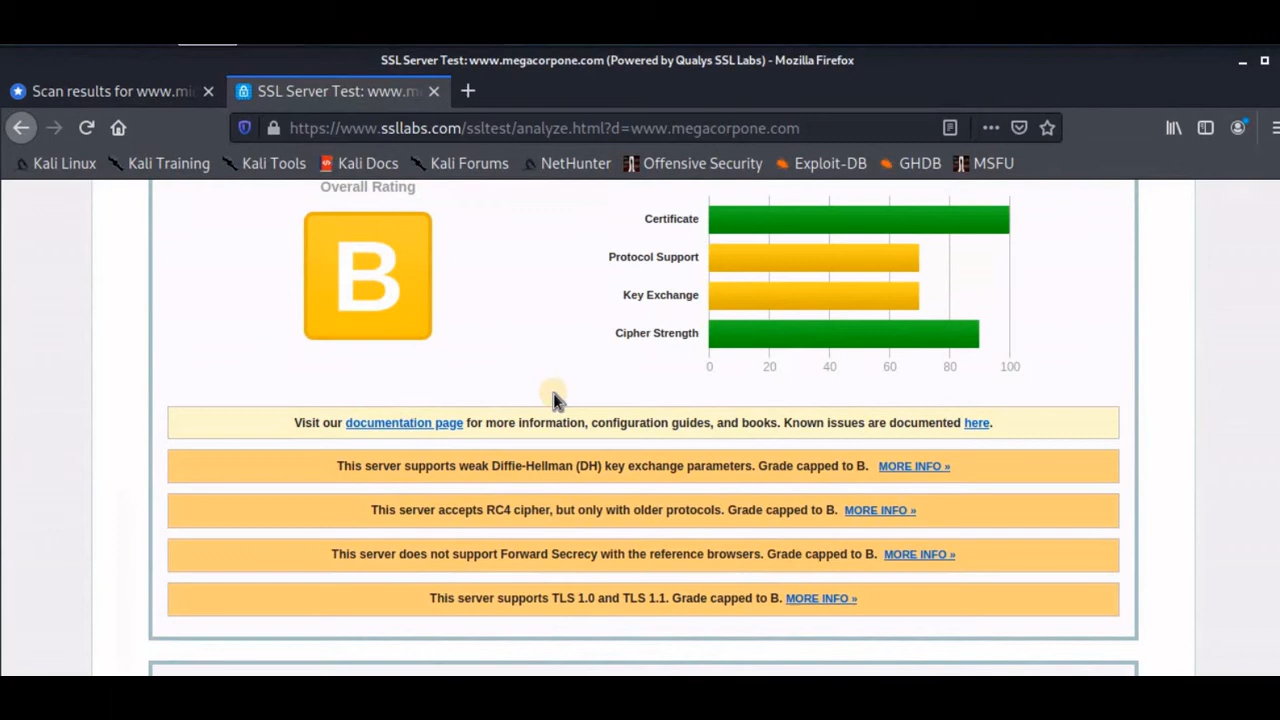 SSL Server Test: www.megacorpone.com (Powered by Qualys SSL Labs) - Mozilla Firefox
Scan results for www.mi
SSL Server Test: www.m
https://www.ssllabs.com/ssltest/analyze.html?d=www.megacorpone.com
Kali Linux Kali Training Kali Tools Kali Docs Kali Forums NetHunter Offensive Security Exploit-DB GHDB MSFU
Overall Rating
B
Certificate
Protocol Support
Key Exchange
Cipher Strength
0 20 40 60 80 100
Visit our documentation page for more information, configuration guides, and books. Known issues are documented here.
This server supports weak Diffie-Hellman (DH) key exchange parameters. Grade capped to B. MORE INFO »
This server accepts RC4 cipher, but only with older protocols. Grade capped to B. MORE INFO »
This server does not support Forward Secrecy with the reference browsers. Grade capped to B. MORE INFO »
This server supports TLS 1.0 and TLS 1.1. Grade capped to B. MORE INFO »